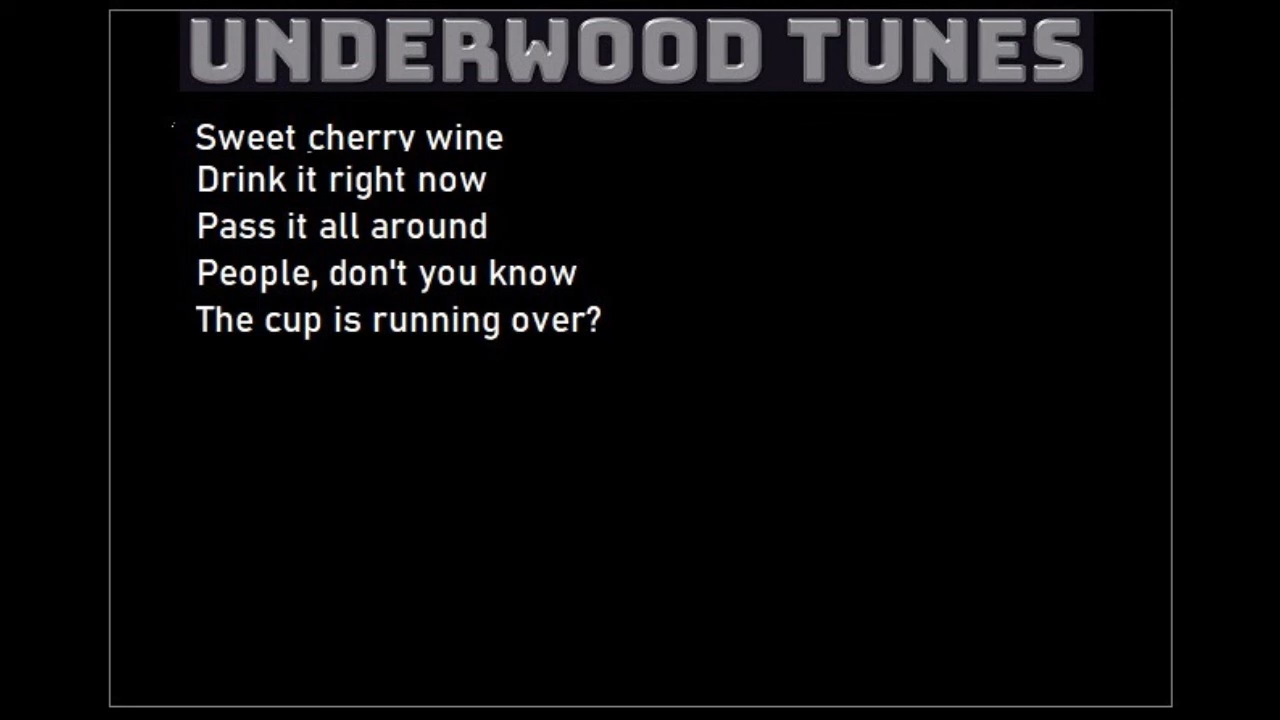 UNDERWOOD TUNES
Sweet cherry wine
Drink it right now
Pass it all around
People, don't you know
The cup is running over?